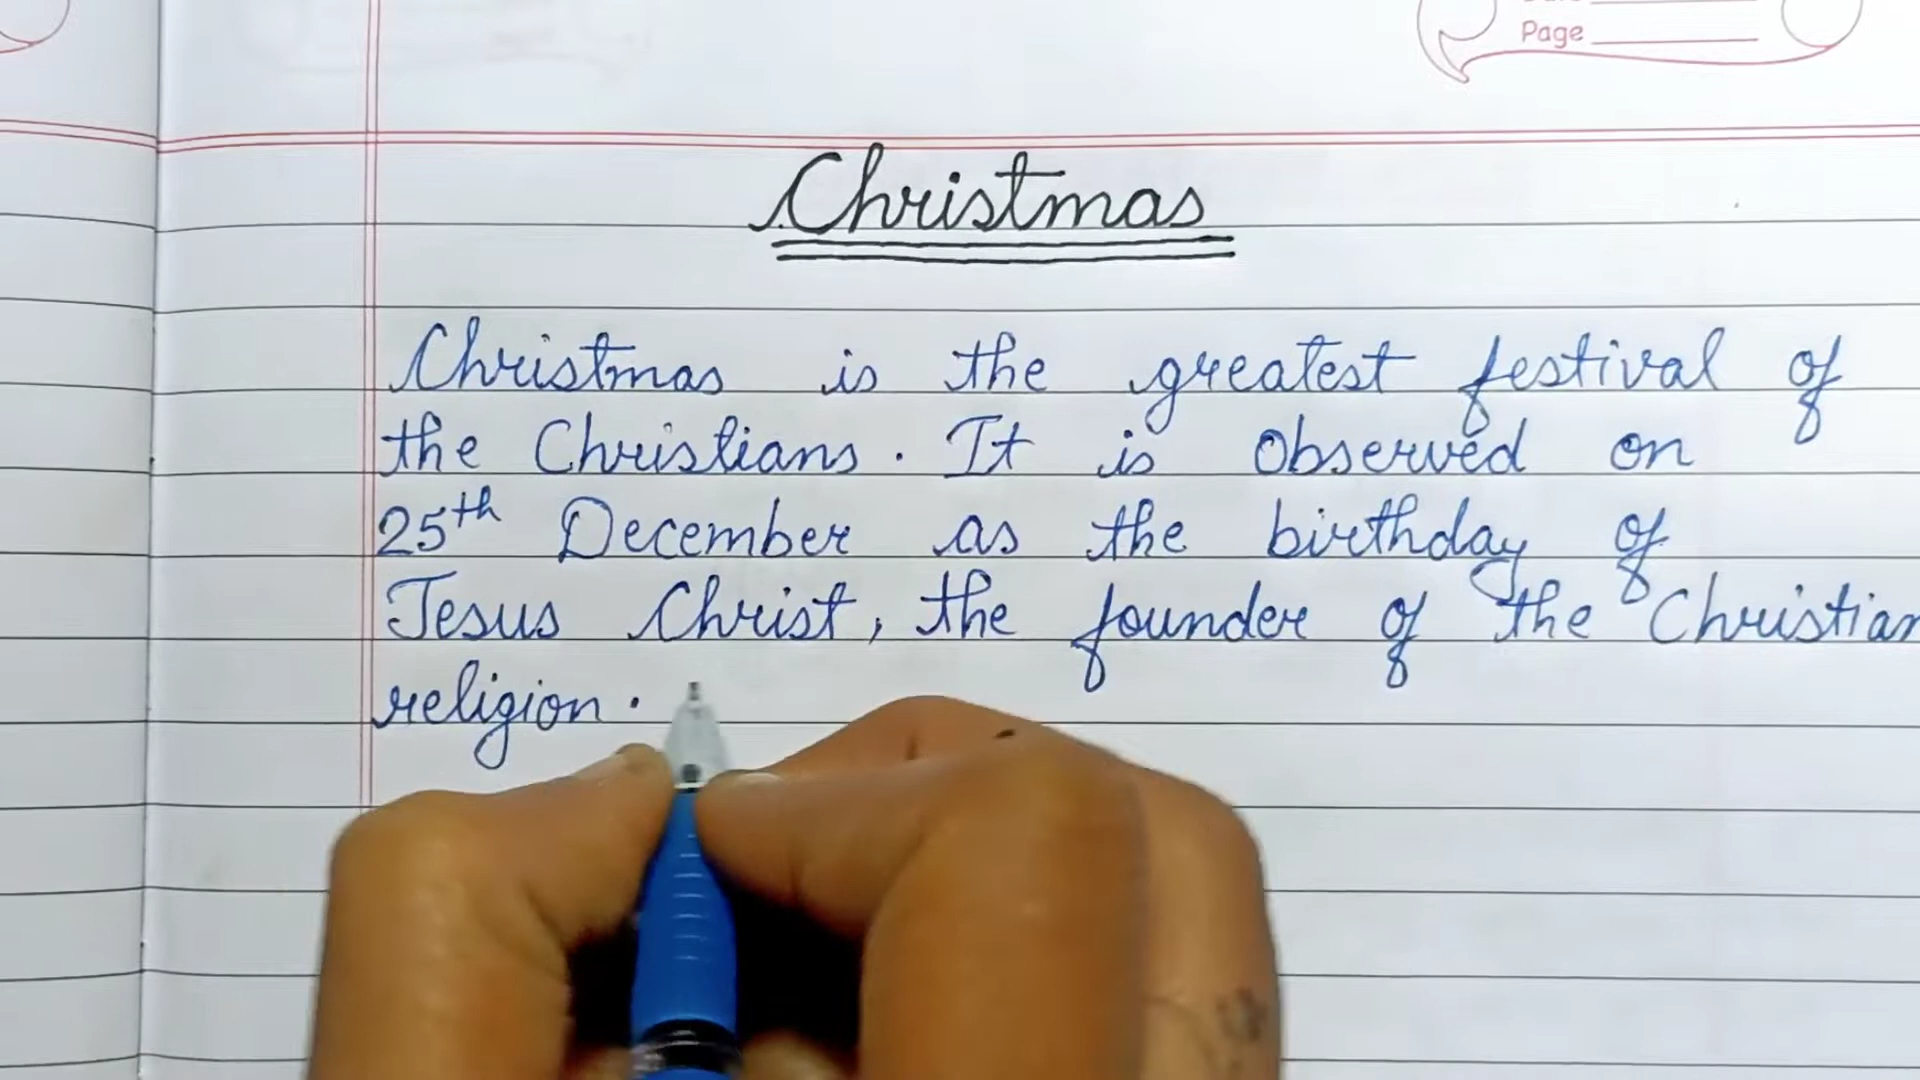 Page
Christmas
Christmas is the greatest festival of
the Christians. It is observed on
25th December as the birthday of
Jesus Christ, the founder of the Christian
religion.